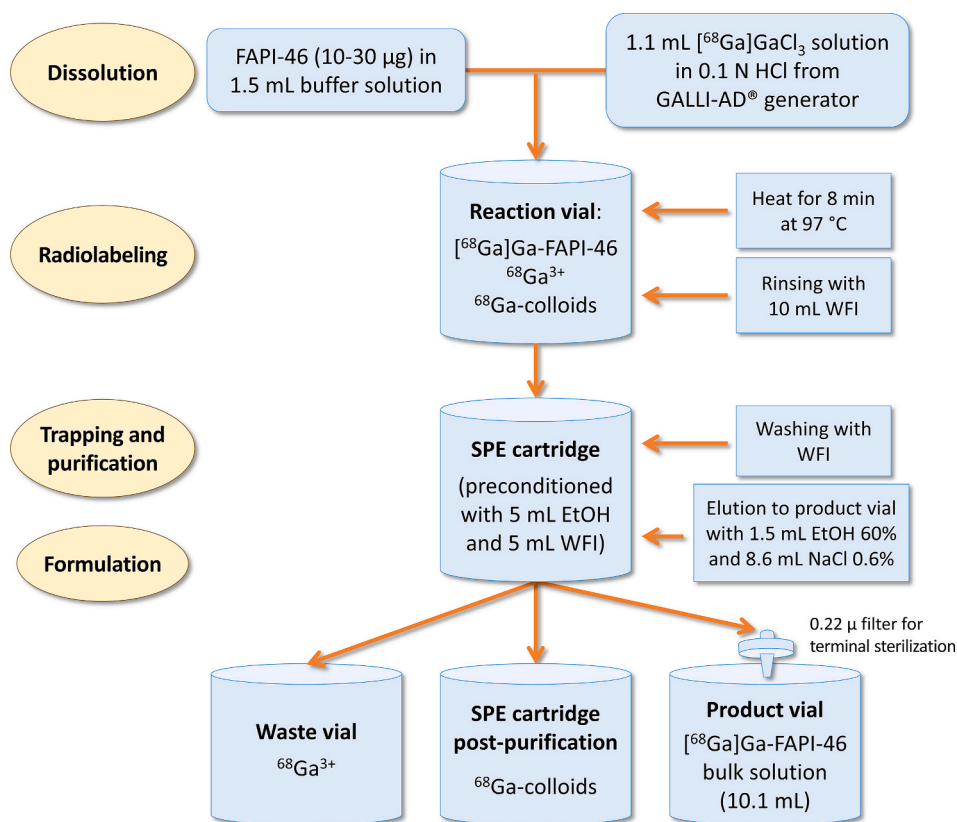 Dissolution
FAPI-46 (10-30 µg) in
1.5 mL buffer solution
1.1 mL [⁶⁸Ga]GaCl₃ solution
in 0.1 N HCl from
GALLI-AD® generator
Radiolabeling
Reaction vial:
[⁶⁸Ga]Ga-FAPI-46
⁶⁸Ga³⁺
⁶⁸Ga-colloids
Heat for 8 min
at 97 °C
Rinsing with
10 mL WFI
Trapping and
purification
SPE cartridge
(preconditioned
with 5 mL EtOH
and 5 mL WFI)
Washing with
WFI
Formulation
Elution to product vial
with 1.5 mL EtOH 60%
and 8.6 mL NaCl 0.6%
0.22 µ filter for
terminal sterilization
Waste vial
⁶⁸Ga³⁺
SPE cartridge
post-purification
⁶⁸Ga-colloids
Product vial
[⁶⁸Ga]Ga-FAPI-46
bulk solution
(10.1 mL)